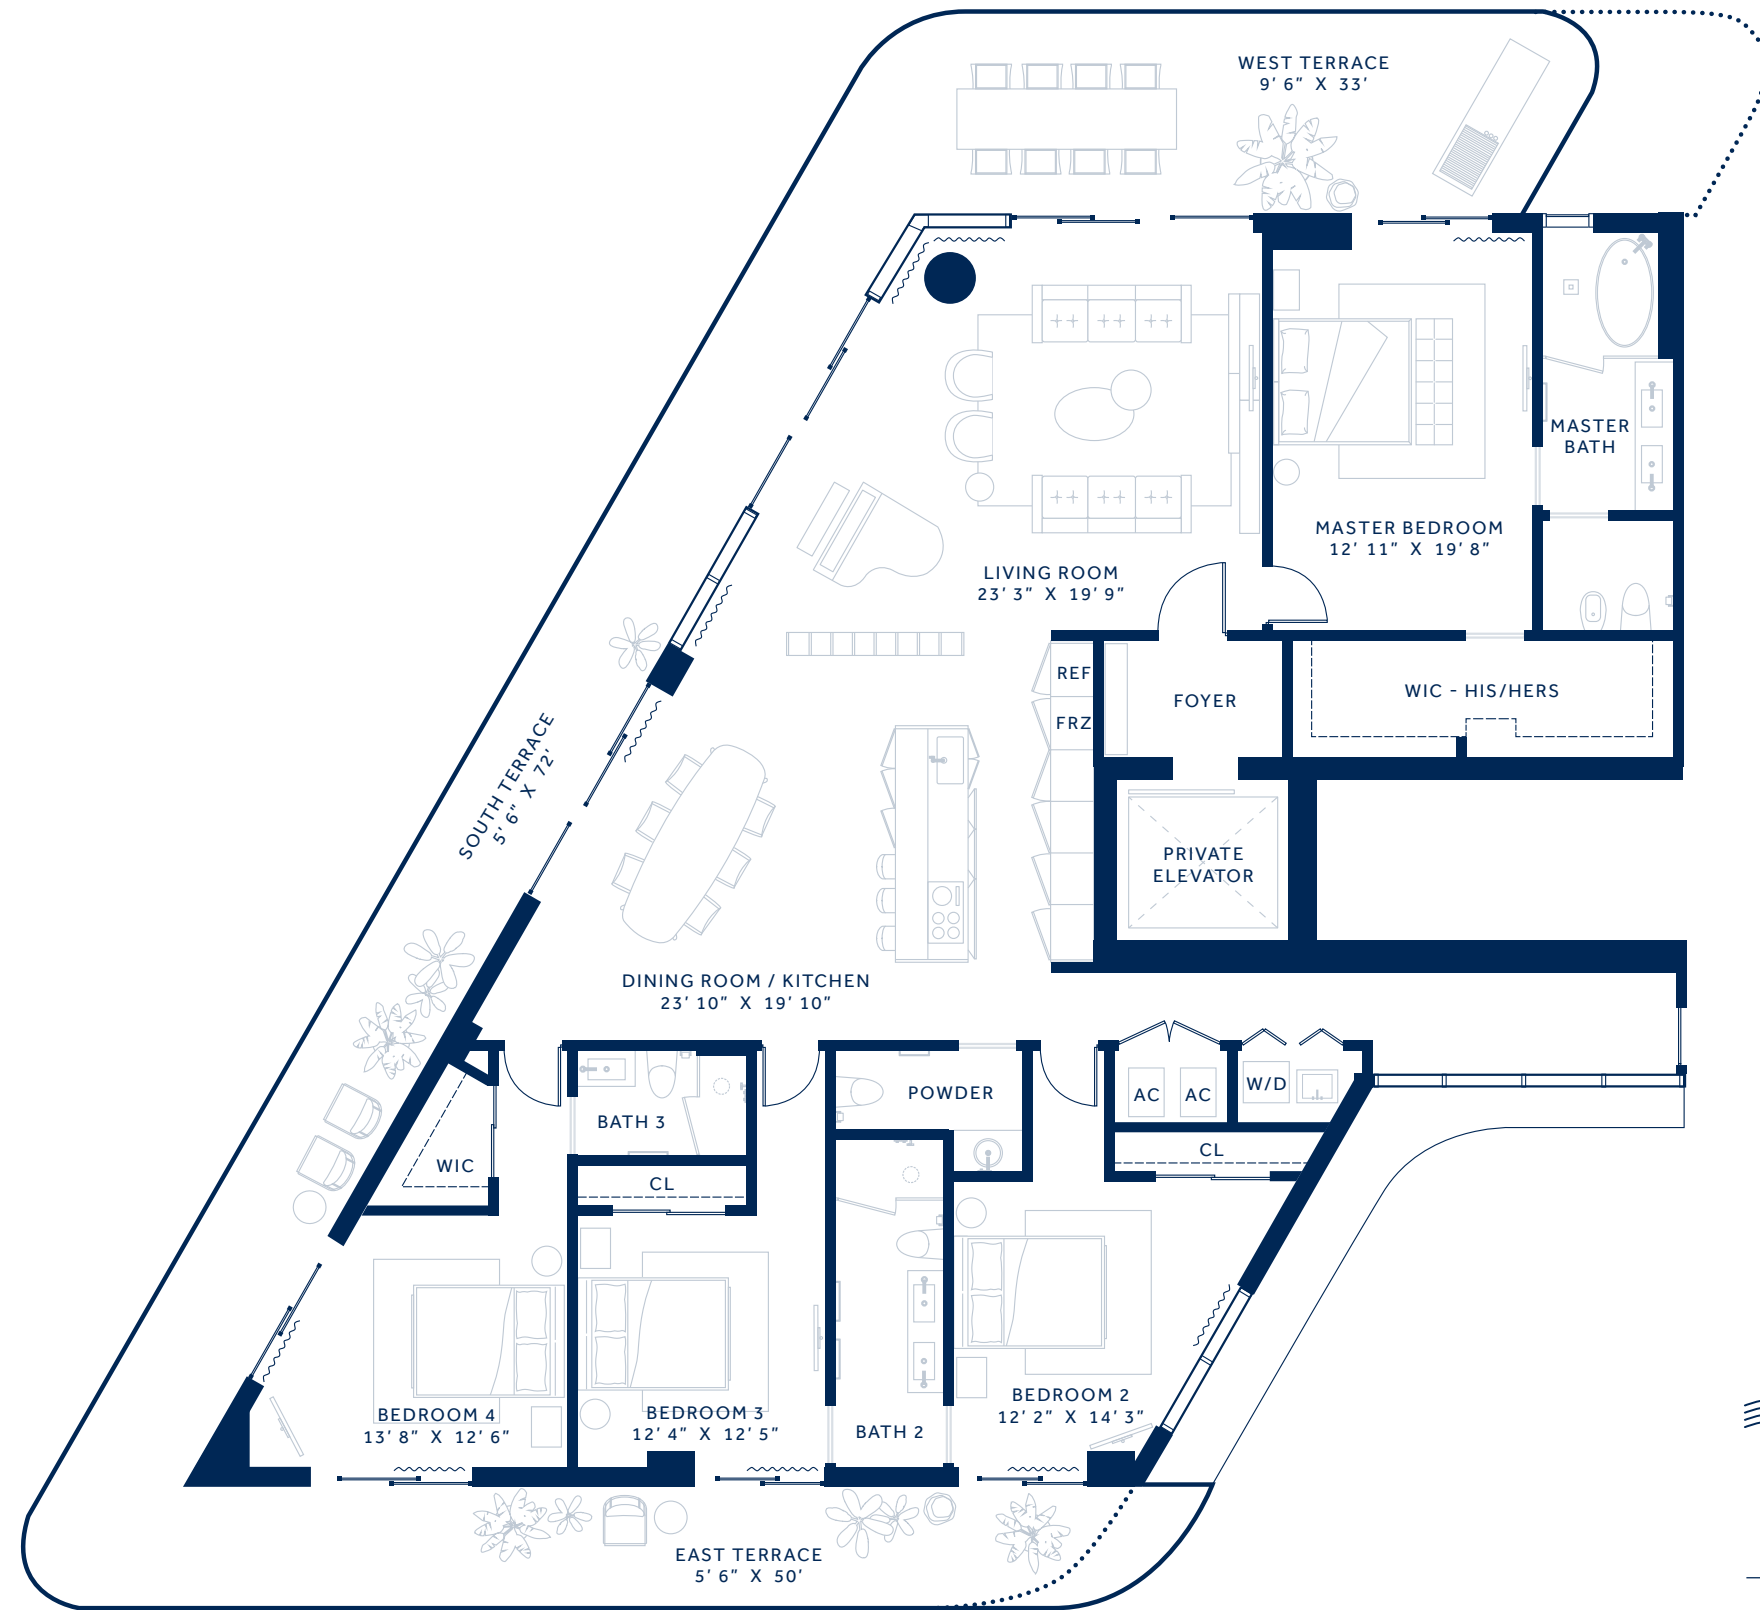 WEST TERRACE
9' 6" X 33'
MASTER
BATH
MASTER BEDROOM
12' 11" X 19' 8"
LIVING ROOM
23' 3" X 19' 9"
REF
FRZ
FOYER
WIC - HIS/HERS
SOUTH TERRACE
5' 6" X 72'
PRIVATE
ELEVATOR
DINING ROOM / KITCHEN
23' 10" X 19' 10"
POWDER
AC
AC
W/D
BATH 3
WIC
CL
CL
BEDROOM 4
13' 8" X 12' 6"
BEDROOM 3
12' 4" X 12' 5"
BATH 2
BEDROOM 2
12' 2" X 14' 3"
EAST TERRACE
5' 6" X 50'